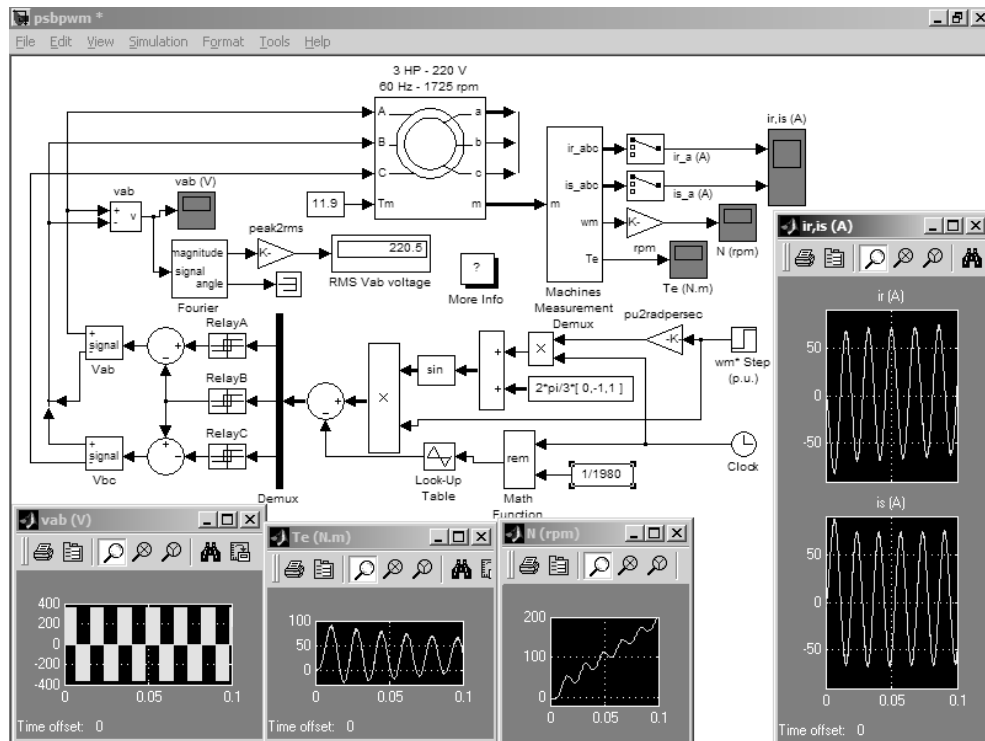 psbpwm *
File Edit View Simulation Format Tools Help
3 HP - 220 V
60 Hz - 1725 rpm
A
B
C
Tm
a
b
c
m
11.9
vab
+
-
v
vab (V)
peak2rms
K-
220.5
RMS Vab voltage
magnitude
signal
angle
Fourier
?
More Info
m
ir_abc
is_abc
wm
Te
Machines
Measurement
Demux
ir_a (A)
is_a (A)
ir,is (A)
K-
rpm
N (rpm)
Te (N.m)
pu2radpersec
-K-
wm* Step
(p.u.)
+
signal
-
Vab
RelayA
RelayB
RelayC
+
signal
-
Vbc
Demux
×
sin
+
+
×
2*pi/3*[ 0,-1,1 ]
Look-Up
Table
rem
Math
Function
1/1980
Clock
vab (V)
400
200
0
-200
-400
0 0.05 0.1
Time offset: 0
Te (N.m)
100
50
0
0 0.05 0.1
Time offset: 0
N (rpm)
200
100
0
0 0.05 0.1
Time offset: 0
ir,is (A)
ir (A)
50
0
-50
is (A)
50
0
-50
0 0.05 0.1
Time offset: 0